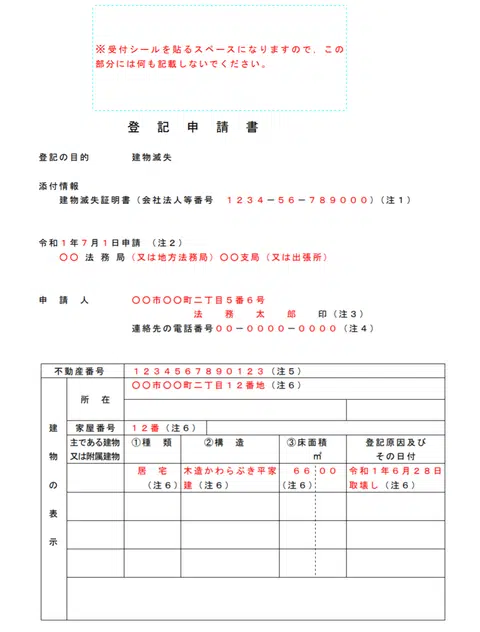 ※受付シールを貼るスペースになりますので、この
部分には何も記載しないでください。
登記申請書
登記の目的 建物滅失
添付情報
建物滅失証明書(会社法人等番号 1234-56-789000)(注1)
令和1年7月1日申請 (注2)
〇〇 法務局(又は地方法務局)〇〇支局(又は出張所)
申請人 〇〇市〇〇町二丁目5番6号
法務太郎 印(注3)
連絡先の電話番号00-0000-0000(注4)
不動産番号 1234567890123(注5)
建物の表示
所在 〇〇市〇〇町二丁目12番地(注6)
家屋番号 12番(注6)
主である建物又は附属建物 ①種類 ②構造 ③床面積 ㎡ 登記原因及びその日付
居宅(注6) 木造かわらぶき平家建(注6) 66 00(注6) 令和1年6月28日取壊し(注6)